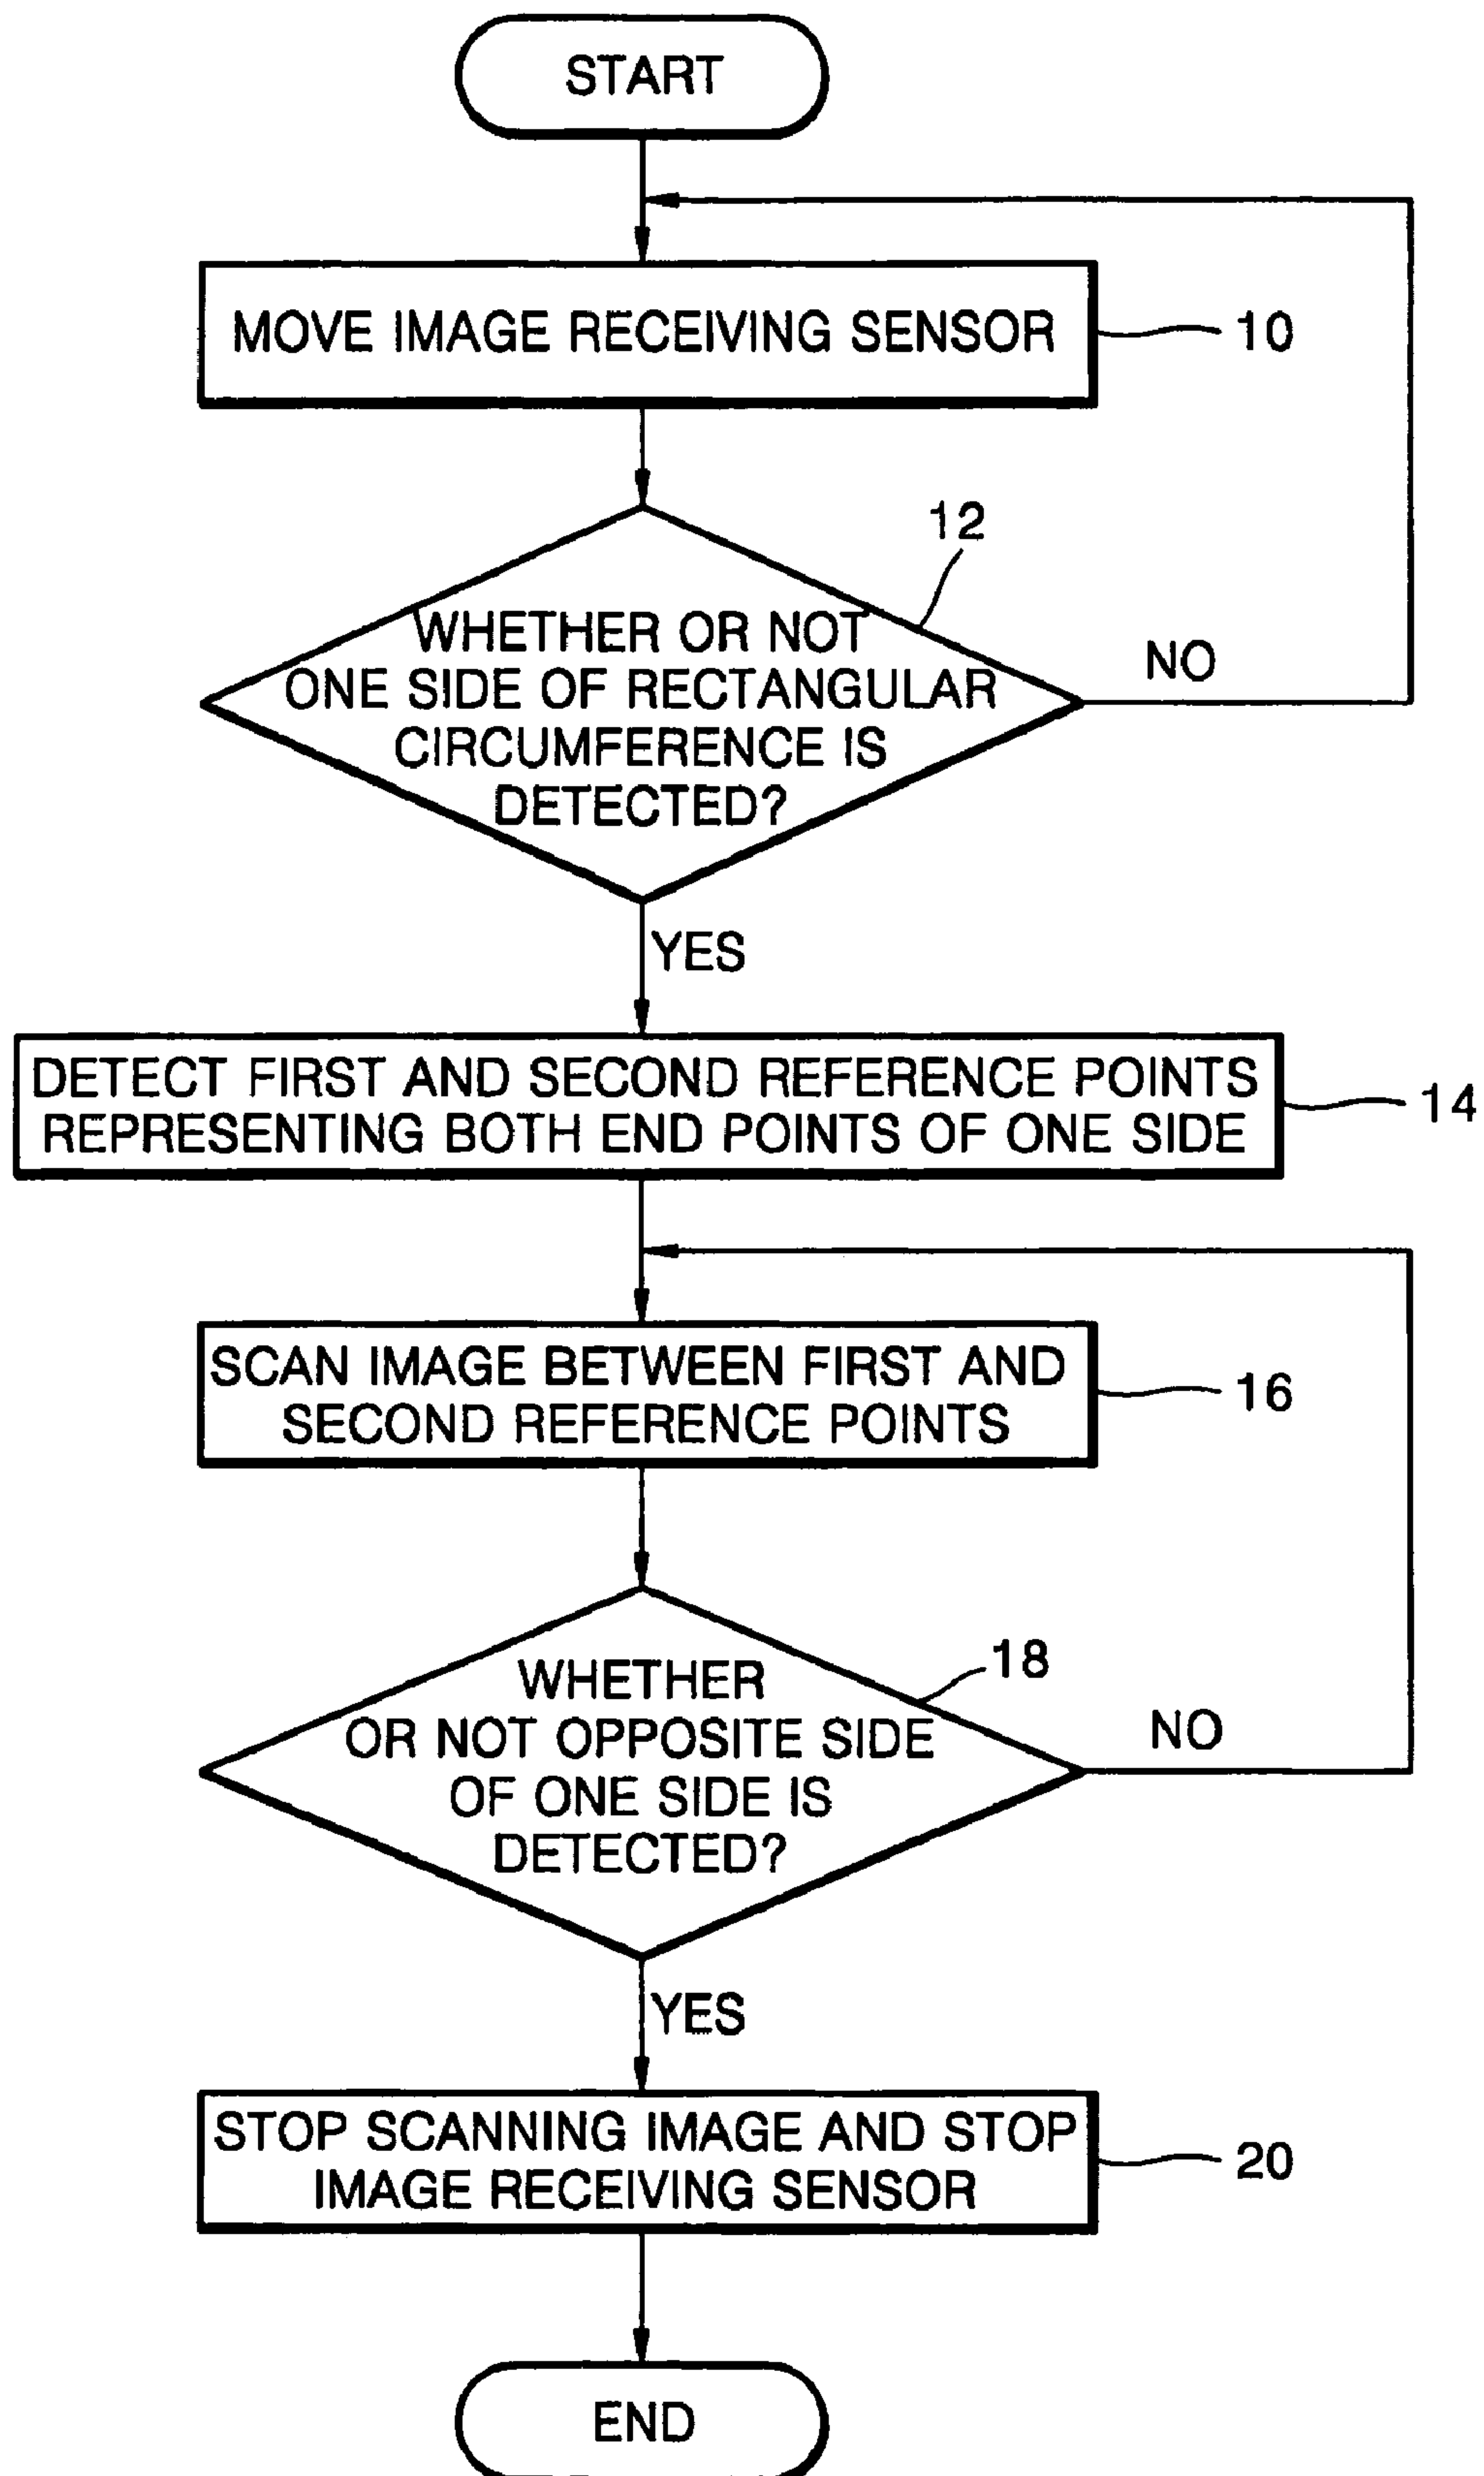 START
MOVE IMAGE RECEIVING SENSOR
10
12
WHETHER OR NOT
ONE SIDE OF RECTANGULAR
CIRCUMFERENCE IS
DETECTED?
NO
YES
DETECT FIRST AND SECOND REFERENCE POINTS
REPRESENTING BOTH END POINTS OF ONE SIDE
14
SCAN IMAGE BETWEEN FIRST AND
SECOND REFERENCE POINTS
16
18
WHETHER
OR NOT OPPOSITE SIDE
OF ONE SIDE IS
DETECTED?
NO
YES
STOP SCANNING IMAGE AND STOP
IMAGE RECEIVING SENSOR
20
END